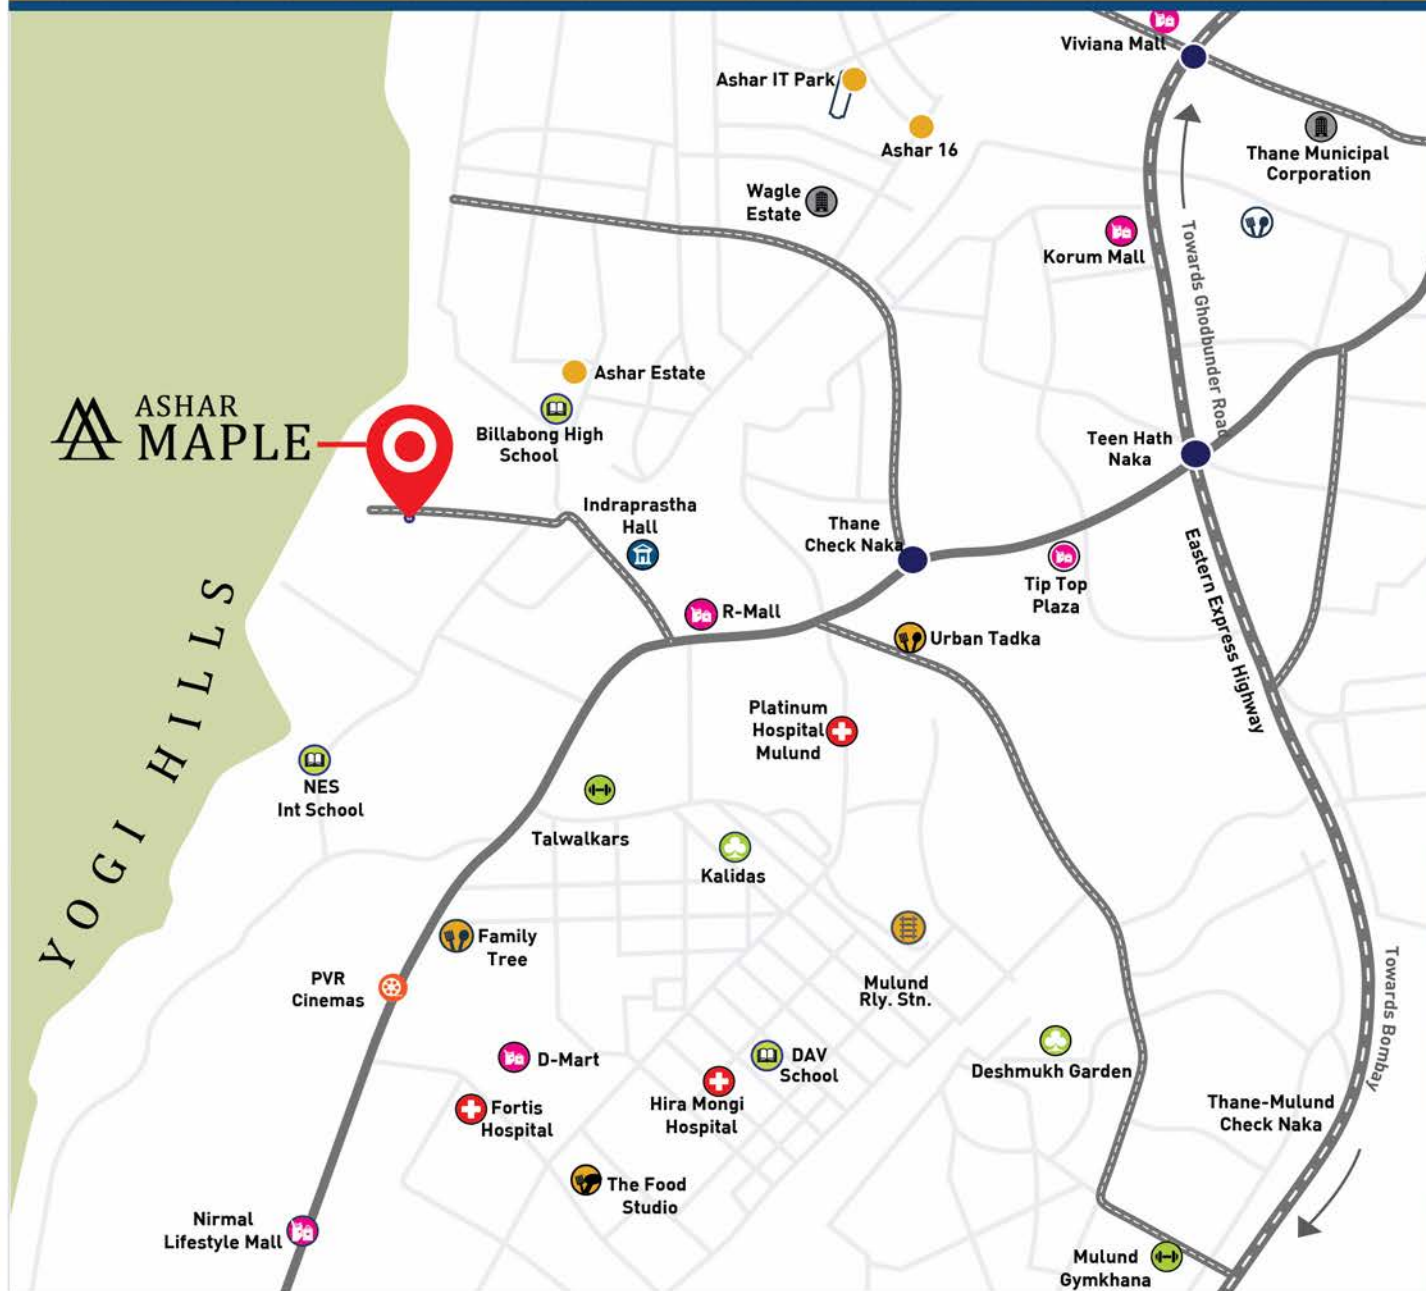 Viviana Mall
Ashar IT Park
Ashar 16
Thane Municipal
Corporation
Wagle
Estate
Korum Mall
Towards Ghodbunder Road
Ashar Estate
ASHAR
MAPLE
Billabong High
School
Teen Hath
Naka
Indraprastha
Hall
Thane
Check Naka
Eastern Express Highway
Tip Top
Plaza
R-Mall
Urban Tadka
YOGI HILLS
Platinum
Hospital
Mulund
NES
Int School
Talwalkars
Kalidas
Family
Tree
PVR
Cinemas
Mulund
Rly. Stn.
Towards Bombay
D-Mart
DAV
School
Deshmukh Garden
Fortis
Hospital
Hira Mongi
Hospital
Thane-Mulund
Check Naka
The Food
Studio
Nirmal
Lifestyle Mall
Mulund
Gymkhana